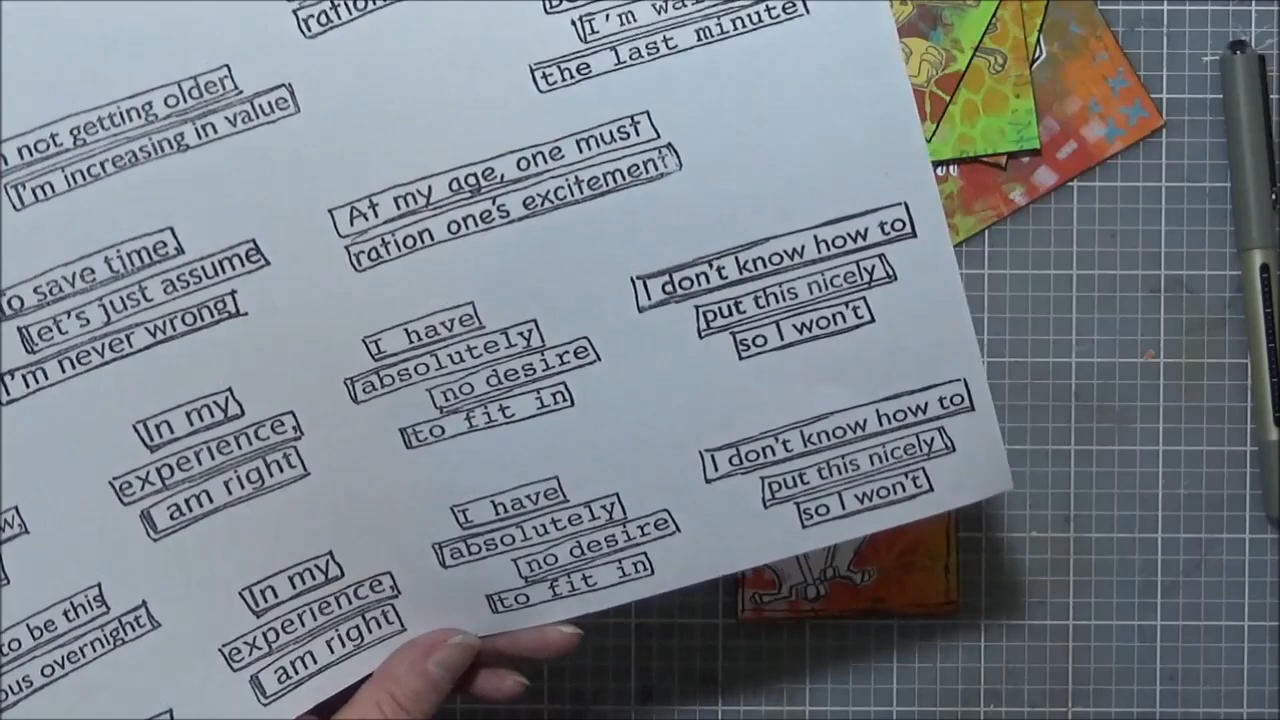 I'm
the last minute
not getting older
I'm increasing in value
At my age, one must
ration one's excitement
To save time,
let's just assume
I'm never wrong
I don't know how to
put this nicely
so I won't
I have
absolutely
no desire
to fit in
In my
experience,
I am right
I don't know how to
put this nicely
so I won't
I have
absolutely
no desire
to fit in
In my
experience,
I am right
to be this
overnight